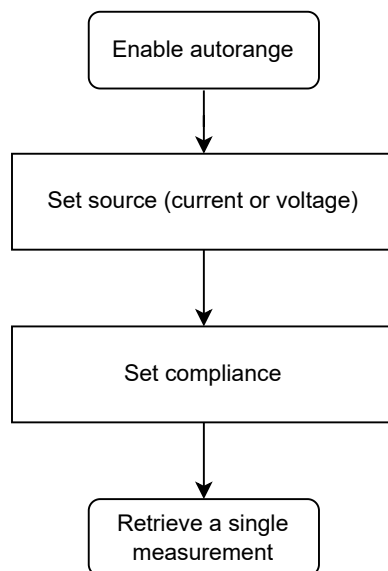 Enable autorange
Set source (current or voltage)
Set compliance
Retrieve a single
measurement